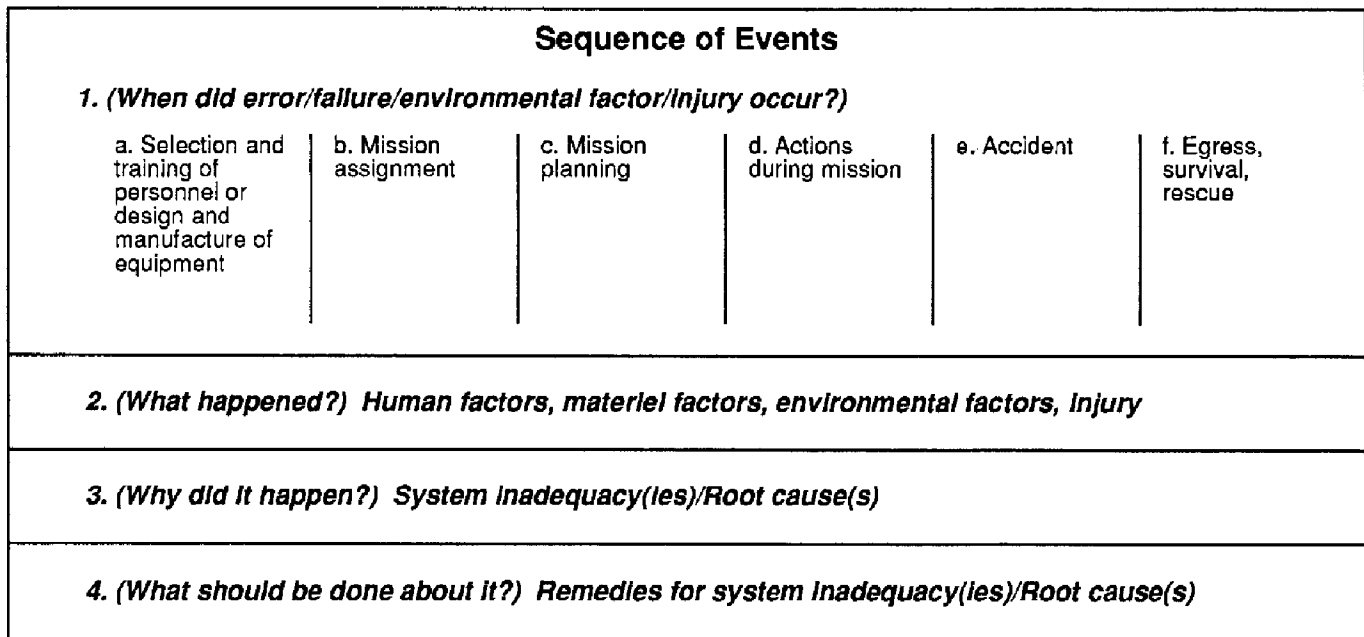 Sequence of Events
1. (When did error/failure/environmental factor/injury occur?)
a. Selection and
training of
personnel or
design and
manufacture of
equipment
b. Mission
assignment
c. Mission
planning
d. Actions
during mission
e. Accident
f. Egress,
survival,
rescue
2. (What happened?) Human factors, materiel factors, environmental factors, injury
3. (Why did it happen?) System inadequacy(ies)/Root cause(s)
4. (What should be done about it?) Remedies for system inadequacy(ies)/Root cause(s)